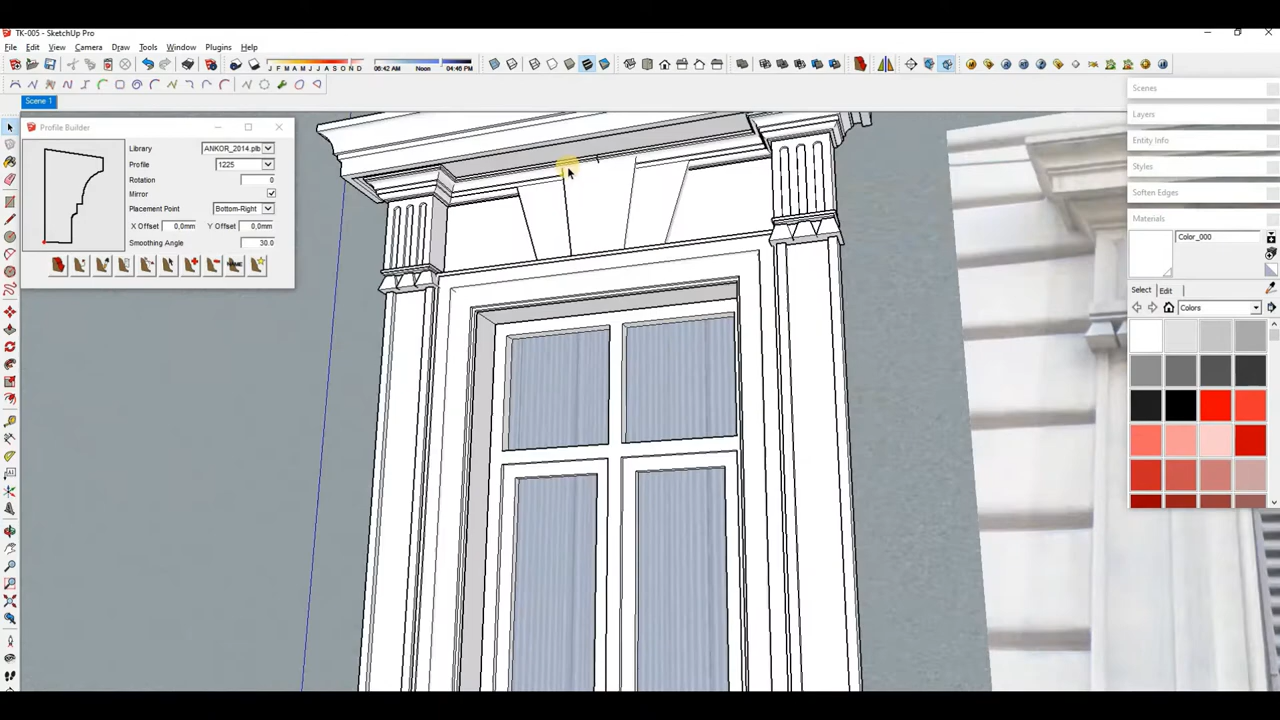 TK-005 - SketchUp Pro
File Edit View Camera Draw Tools Window Plugins Help
J F M A M J J A S O N D
06:42 AM Noon 04:46 PM
Scene 1
Profile Builder
Library ANKOR_2014.plb
Profile 1225
Rotation 0
Mirror
Placement Point Bottom-Right
X Offset 0,0mm Y Offset 0,0mm
Smoothing Angle 30.0
NAME
Scenes
Layers
Entity Info
Styles
Soften Edges
Materials
Color_000
Select Edit
Colors